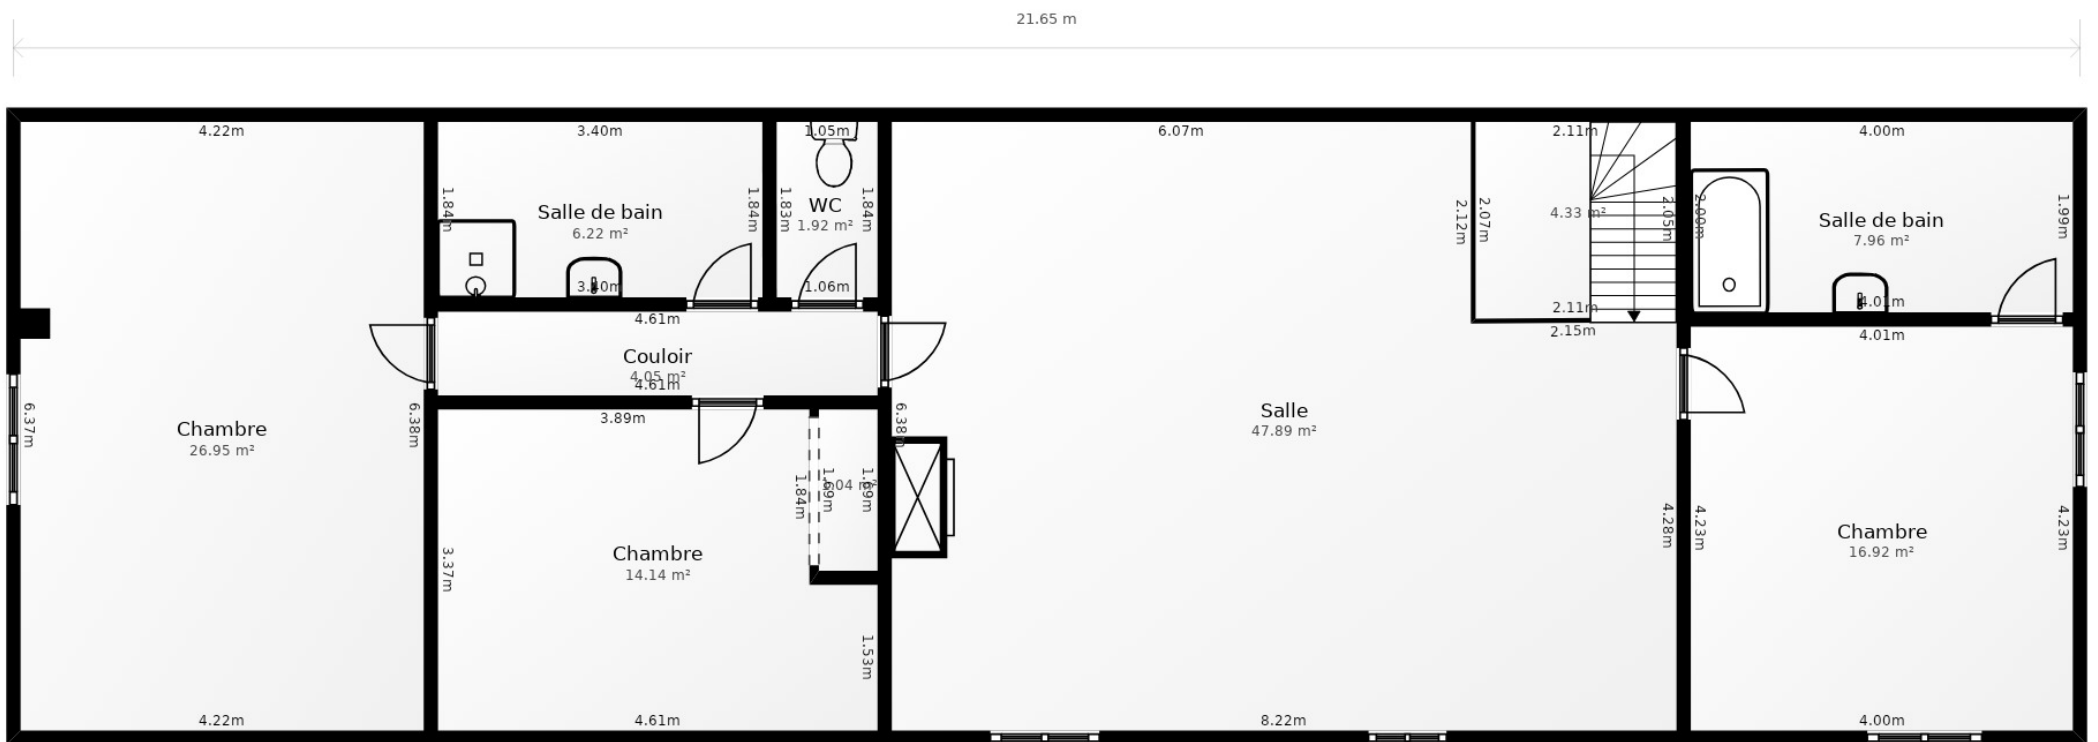 21.65 m
4.22m
3.40m
1.05m
6.07m
2.11m
4.00m
1.84m
1.84m
1.83m
1.84m
2.12m
2.07m
2.05m
2.00m
1.99m
Salle de bain
6.22 m²
WC
1.92 m²
4.33 m²
Salle de bain
7.96 m²
3.40m
1.06m
2.11m
4.01m
4.61m
2.15m
4.01m
Couloir
4.05 m²
4.61m
6.37m
Chambre
26.95 m²
6.38m
3.89m
6.38m
Salle
47.89 m²
1.84m
1.69m
1.69m
4.28m
4.23m
Chambre
16.92 m²
4.23m
3.37m
Chambre
14.14 m²
1.53m
4.22m
4.61m
8.22m
4.00m